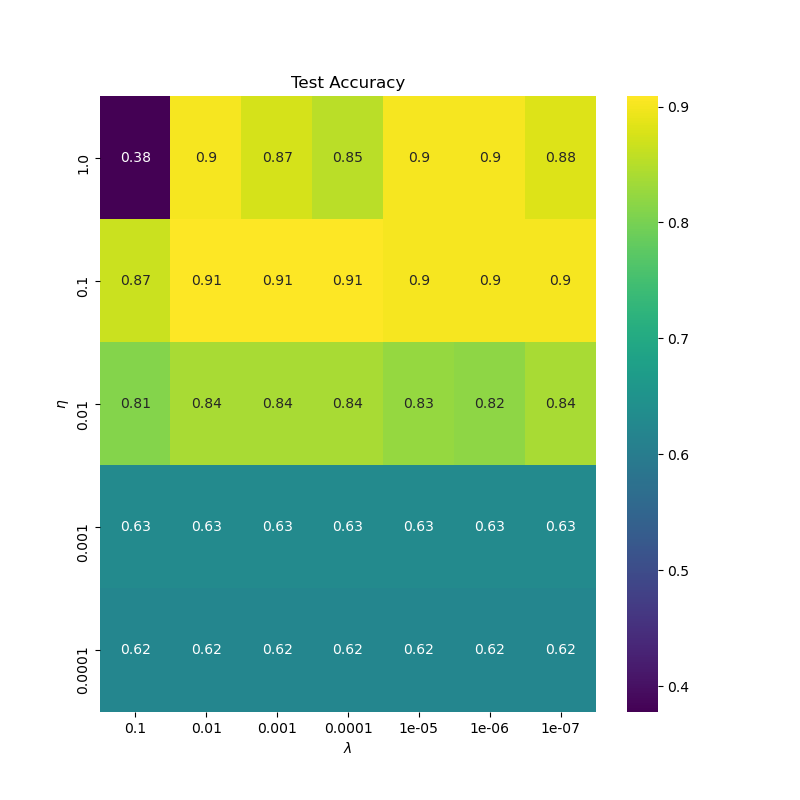 Test Accuracy
1.0 0.38 0.9 0.87 0.85 0.9 0.9 0.88
0.1 0.87 0.91 0.91 0.91 0.9 0.9 0.9
η 0.01 0.81 0.84 0.84 0.84 0.83 0.82 0.84
0.001 0.63 0.63 0.63 0.63 0.63 0.63 0.63
0.0001 0.62 0.62 0.62 0.62 0.62 0.62 0.62
0.1 0.01 0.001 0.0001 1e-05 1e-06 1e-07
λ
0.9
0.8
0.7
0.6
0.5
0.4